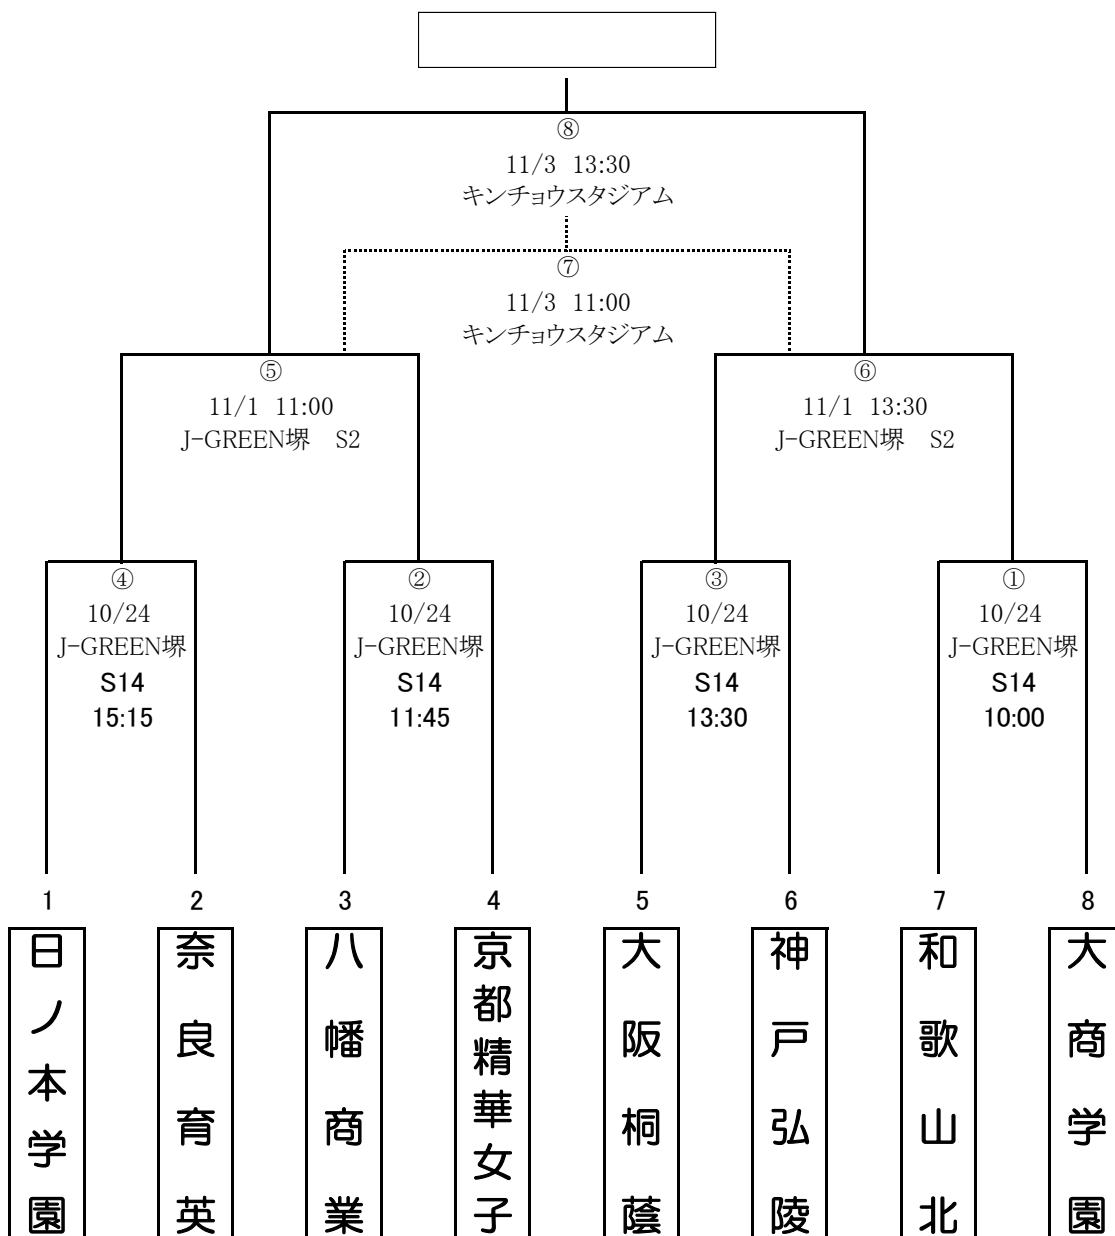 ⑧
11/3 13:30
キンチョウスタジアム
⑦
11/3 11:00
キンチョウスタジアム
⑤
11/1 11:00
J-GREEN堺　S2
⑥
11/1 13:30
J-GREEN堺　S2
④
10/24
J-GREEN堺
S14
15:15
②
10/24
J-GREEN堺
S14
11:45
③
10/24
J-GREEN堺
S14
13:30
①
10/24
J-GREEN堺
S14
10:00
1
2
3
4
5
6
7
8
日ノ本学園
奈良育英
八幡商業
京都精華女子
大阪桐蔭
神戸弘陵
和歌山北
大商学園